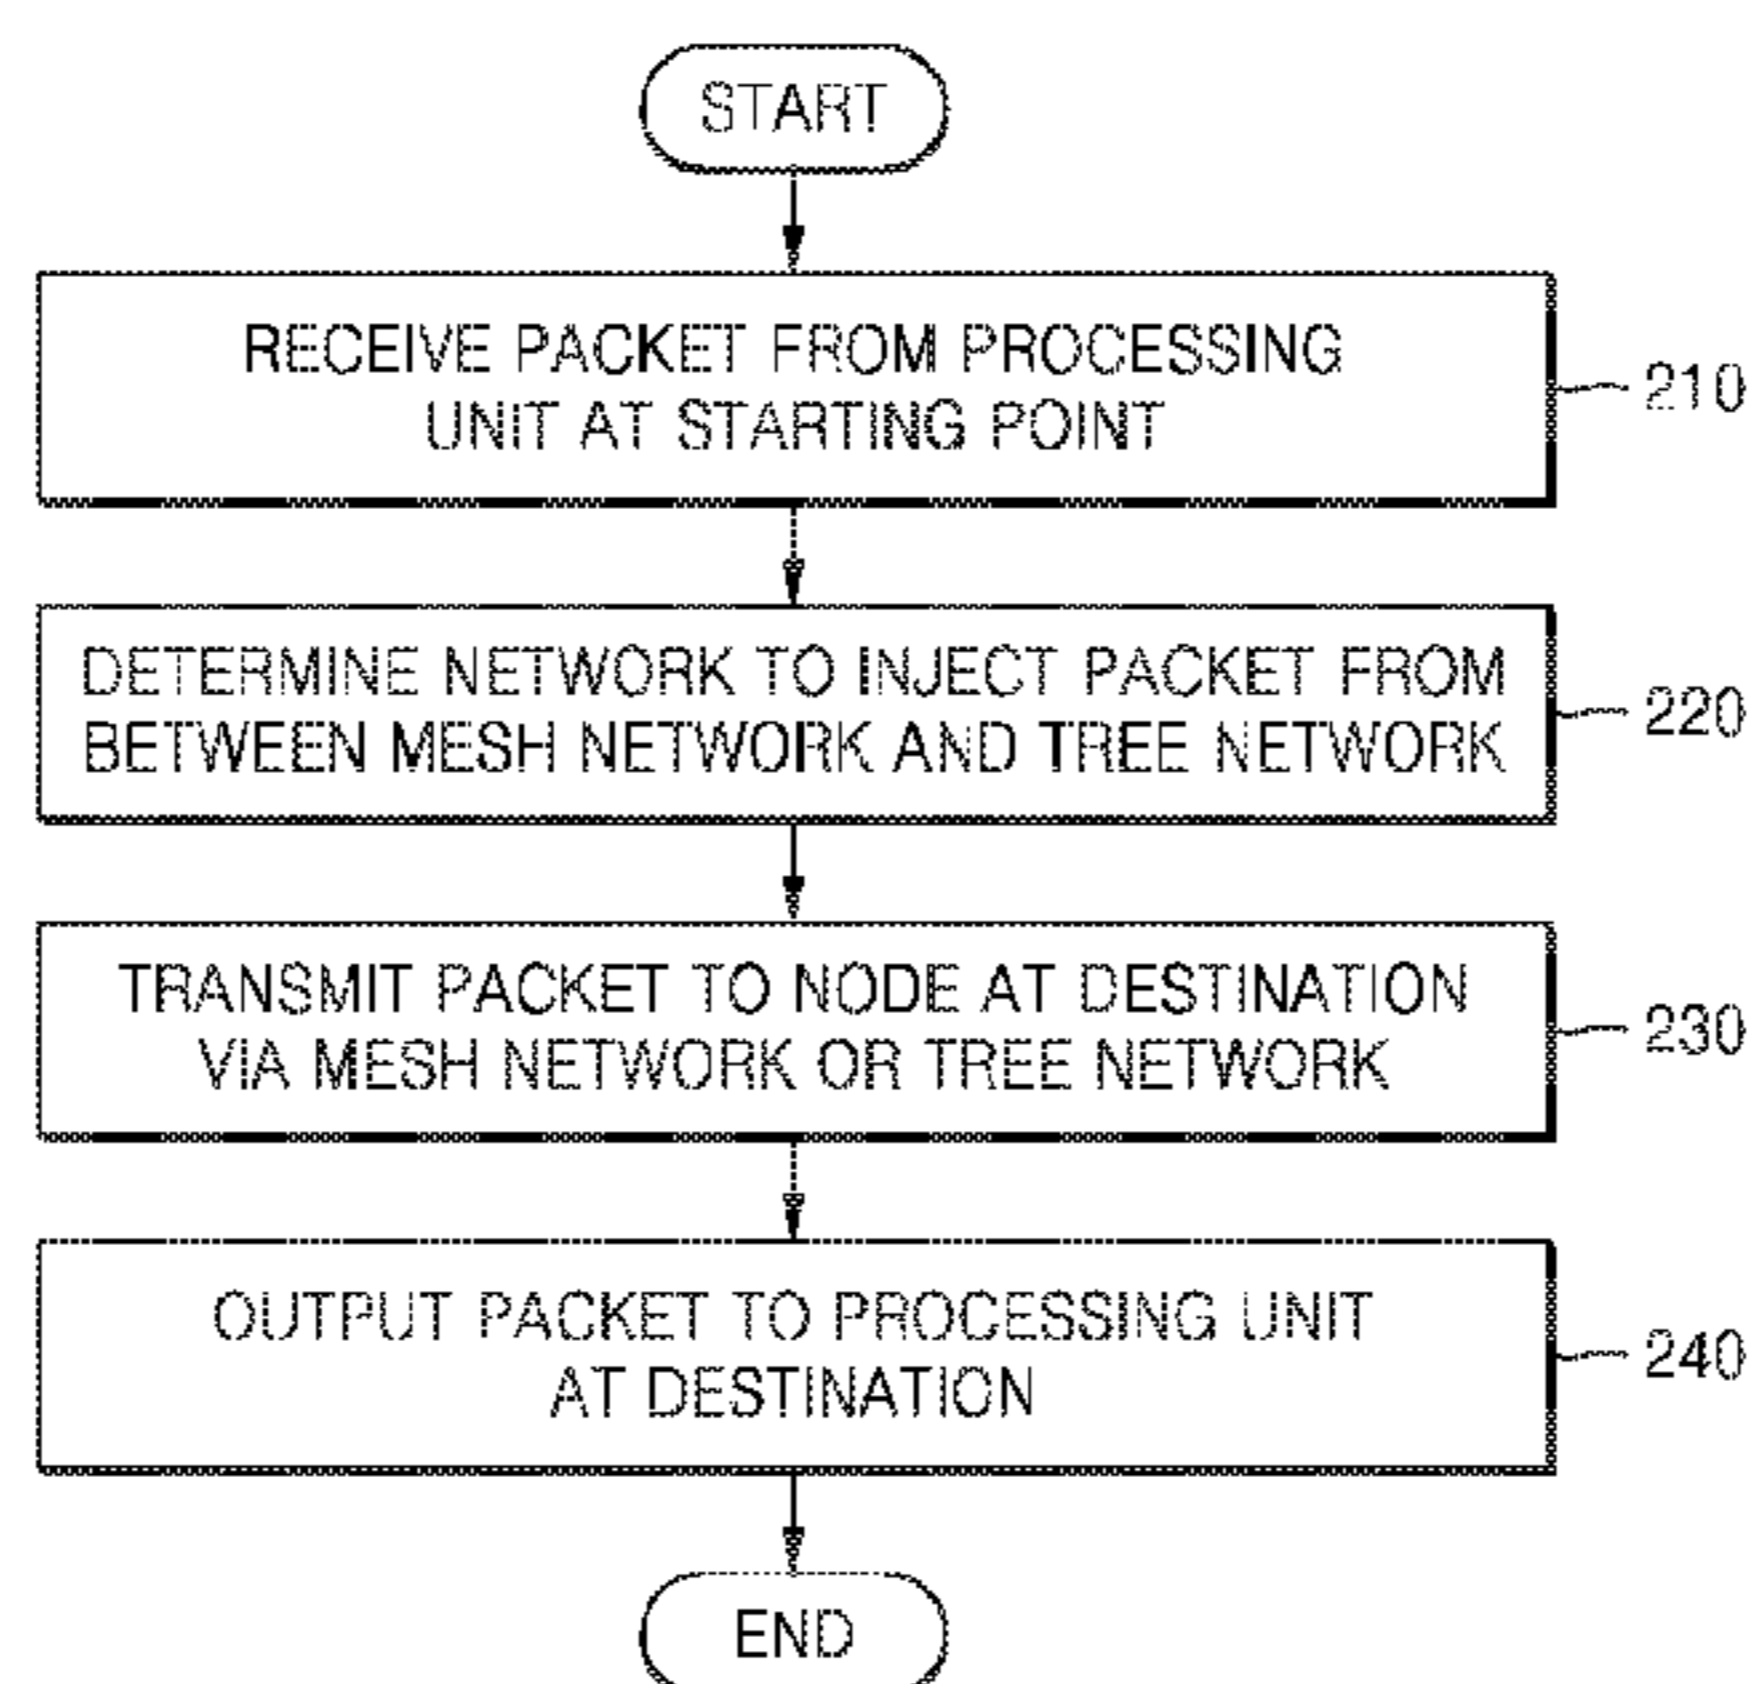 START
RECEIVE PACKET FROM PROCESSING
UNIT AT STARTING POINT
210
DETERMINE NETWORK TO INJECT PACKET FROM
BETWEEN MESH NETWORK AND TREE NETWORK
220
TRANSMIT PACKET TO NODE AT DESTINATION
VIA MESH NETWORK OR TREE NETWORK
230
OUTPUT PACKET TO PROCESSING UNIT
AT DESTINATION
240
END